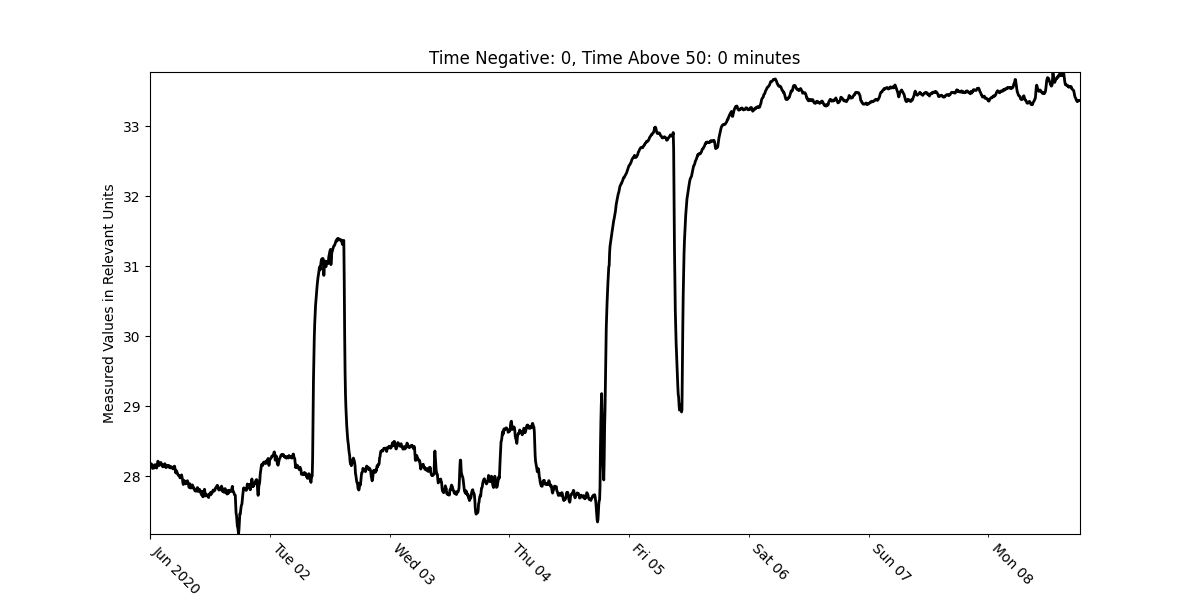 Time Negative: 0, Time Above 50: 0 minutes
Measured Values in Relevant Units
33
32
31
30
29
28
Jun 2020
Tue 02
Wed 03
Thu 04
Fri 05
Sat 06
Sun 07
Mon 08